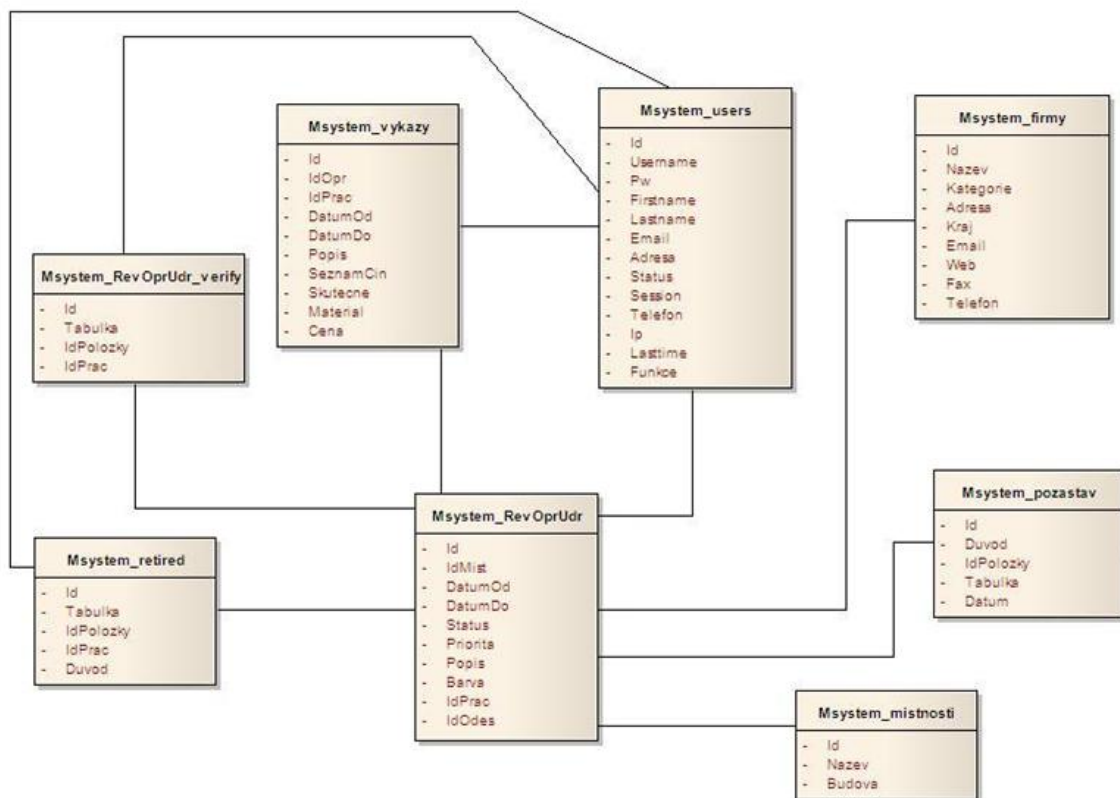 Msystem_users
- Id
- Username
- Pw
- Firstname
- Lastname
- Email
- Adresa
- Status
- Session
- Telefon
- Ip
- Lasttime
- Funkce
Msystem_firmy
- Id
- Nazev
- Kategorie
- Adresa
- Kraj
- Email
- Web
- Fax
- Telefon
Msystem_vykazy
- Id
- IdOpr
- IdPrac
- DatumOd
- DatumDo
- Popis
- SeznamCin
- Skutecne
- Material
- Cena
Msystem_RevOprUdr_verify
- Id
- Tabulka
- IdPolozky
- IdPrac
Msystem_pozastav
- Id
- Duvod
- IdPolozky
- Tabulka
- Datum
Msystem_RevOprUdr
- Id
- IdMist
- DatumOd
- DatumDo
- Status
- Priorita
- Popis
- Barva
- IdPrac
- IdOdes
Msystem_retired
- Id
- Tabulka
- IdPolozky
- IdPrac
- Duvod
Msystem_mistnosti
- Id
- Nazev
- Budova